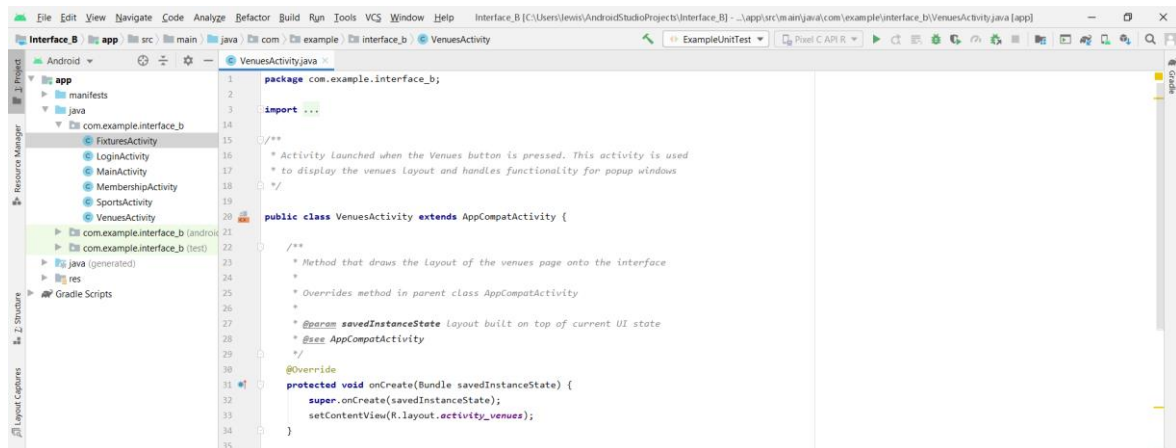 File Edit View Navigate Code Analyze Refactor Build Run Tools VCS Window Help Interface_B [C:\Users\lewis\AndroidStudioProjects\Interface_B] - ...\app\src\main\java\com\example\interface_b\VenuesActivity.java [app]
Interface_B app src main java com example interface_b VenuesActivity ExampleUnitTest Pixel C API R
Android VenuesActivity.java
1: Project
Resource Manager
Z: Structure
Layout Captures
Gradle
app
manifests
java
com.example.interface_b
FixturesActivity
LoginActivity
MainActivity
MembershipActivity
SportsActivity
VenuesActivity
com.example.interface_b (androi
com.example.interface_b (test)
java (generated)
res
Gradle Scripts
1 package com.example.interface_b;
2
3 import ...
14
15 /**
16 * Activity launched when the Venues button is pressed. This activity is used
17 * to display the venues layout and handles functionality for popup windows
18 */
19
20 public class VenuesActivity extends AppCompatActivity {
21
22 /**
23 * Method that draws the layout of the venues page onto the interface
24 *
25 * Overrides method in parent class AppCompatActivity
26 *
27 * @param savedInstanceState layout built on top of current UI state
28 * @see AppCompatActivity
29 */
30 @Override
31 protected void onCreate(Bundle savedInstanceState) {
32 super.onCreate(savedInstanceState);
33 setContentView(R.layout.activity_venues);
34 }
35